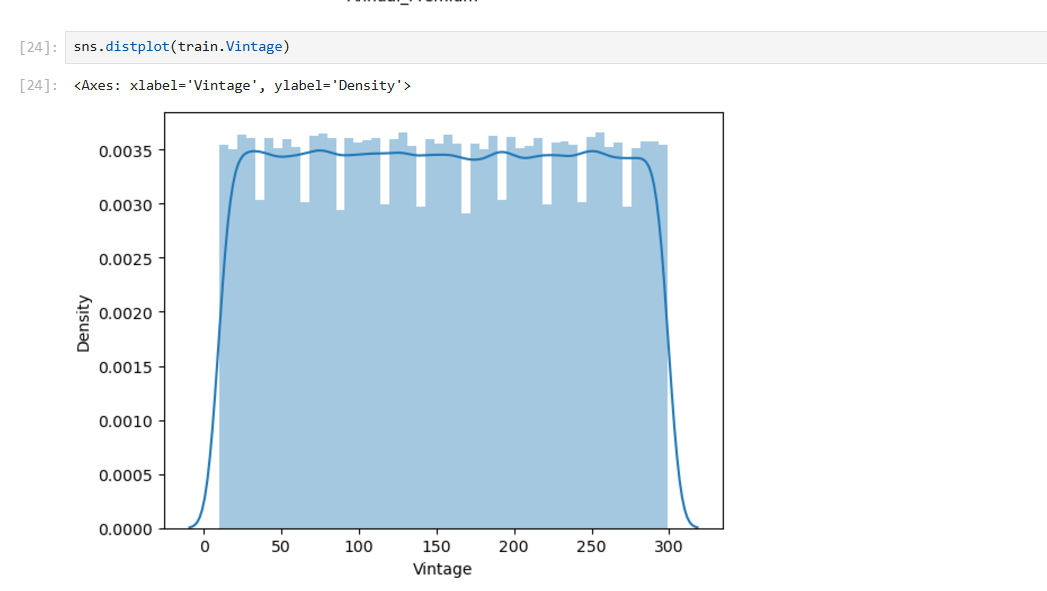 Annual_Premium
[24]: sns.distplot(train.Vintage)
[24]: <Axes: xlabel='Vintage', ylabel='Density'>
0.0035
0.0030
0.0025
0.0020
0.0015
0.0010
0.0005
0.0000
Density
0 50 100 150 200 250 300
Vintage